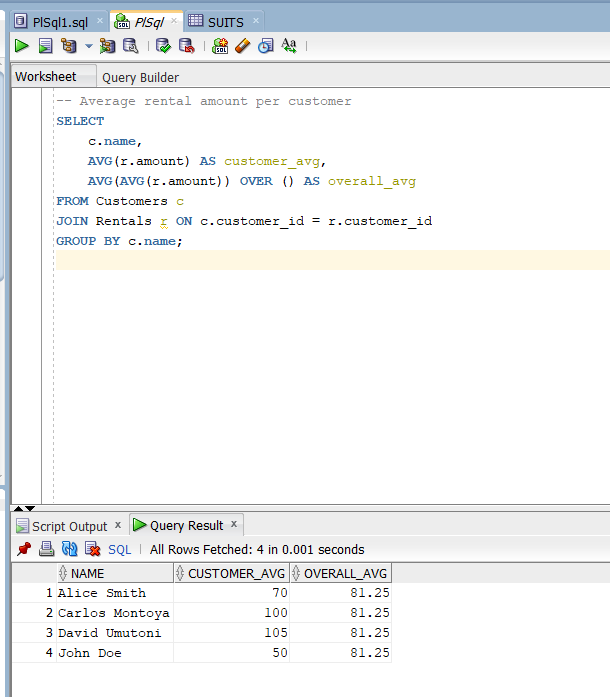 PlSql1.sql PlSql SUITS
Worksheet Query Builder
-- Average rental amount per customer
SELECT
c.name,
AVG(r.amount) AS customer_avg,
AVG(AVG(r.amount)) OVER () AS overall_avg
FROM Customers c
JOIN Rentals r ON c.customer_id = r.customer_id
GROUP BY c.name;
Script Output x Query Result x
SQL | All Rows Fetched: 4 in 0.001 seconds
NAME CUSTOMER_AVG OVERALL_AVG
1 Alice Smith 70 81.25
2 Carlos Montoya 100 81.25
3 David Umutoni 105 81.25
4 John Doe 50 81.25